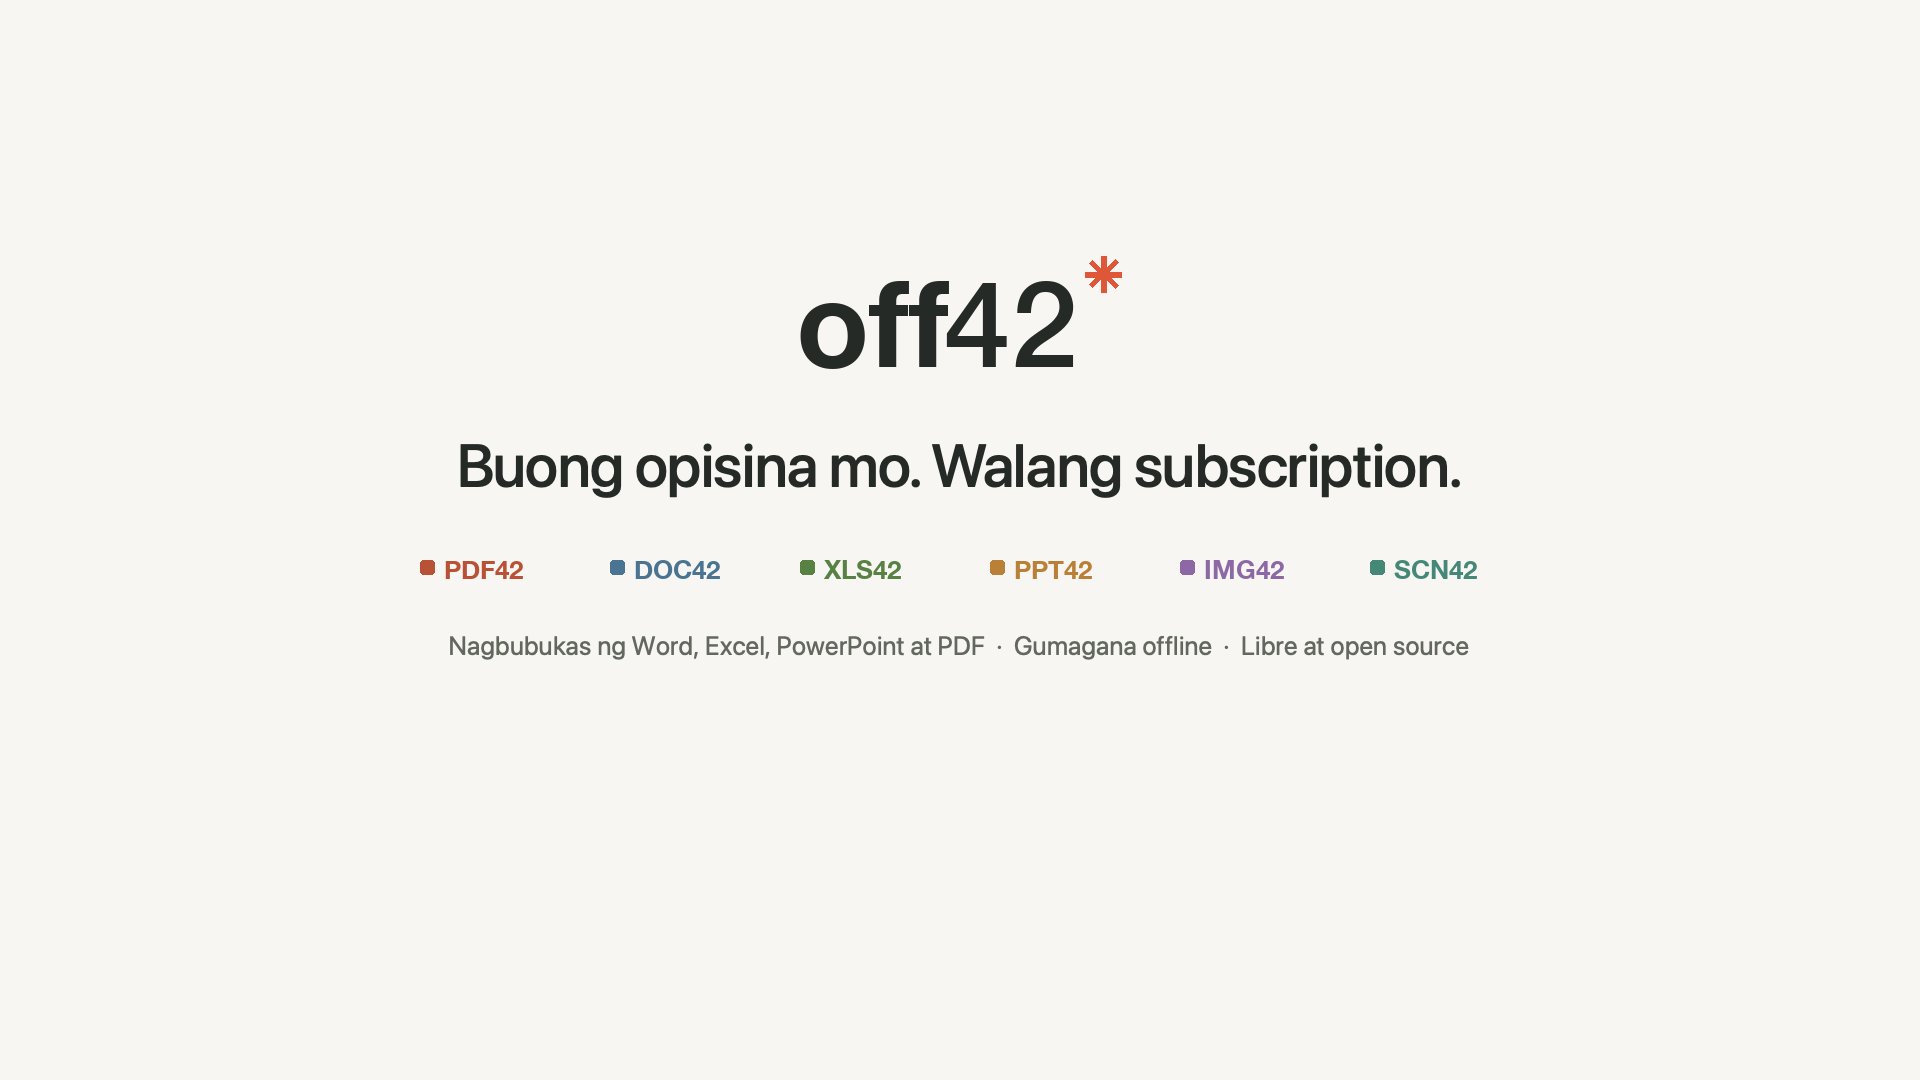 off42*
Buong opisina mo. Walang subscription.
PDF42 DOC42 XLS42 PPT42 IMG42 SCN42
Nagbubukas ng Word, Excel, PowerPoint at PDF · Gumagana offline · Libre at open source